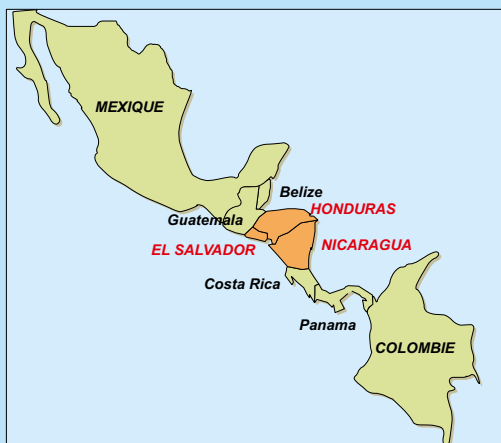 MEXIQUE
Belize
HONDURAS
Guatemala
EL SALVADOR
NICARAGUA
Costa Rica
Panama
COLOMBIE